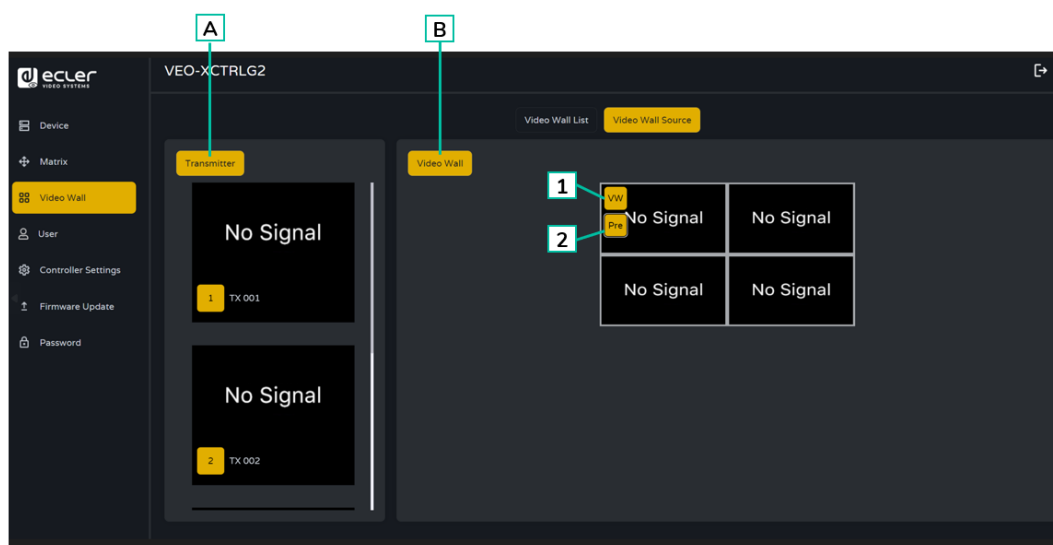 A
B
ecler
VIDEO SYSTEMS
VEO-XCTRLG2
Device
Matrix
Video Wall
User
Controller Settings
Firmware Update
Password
Video Wall List
Video Wall Source
Transmitter
No Signal
1 TX 001
No Signal
2 TX 002
Video Wall
1
2
VW
Pre
No Signal
No Signal
No Signal
No Signal